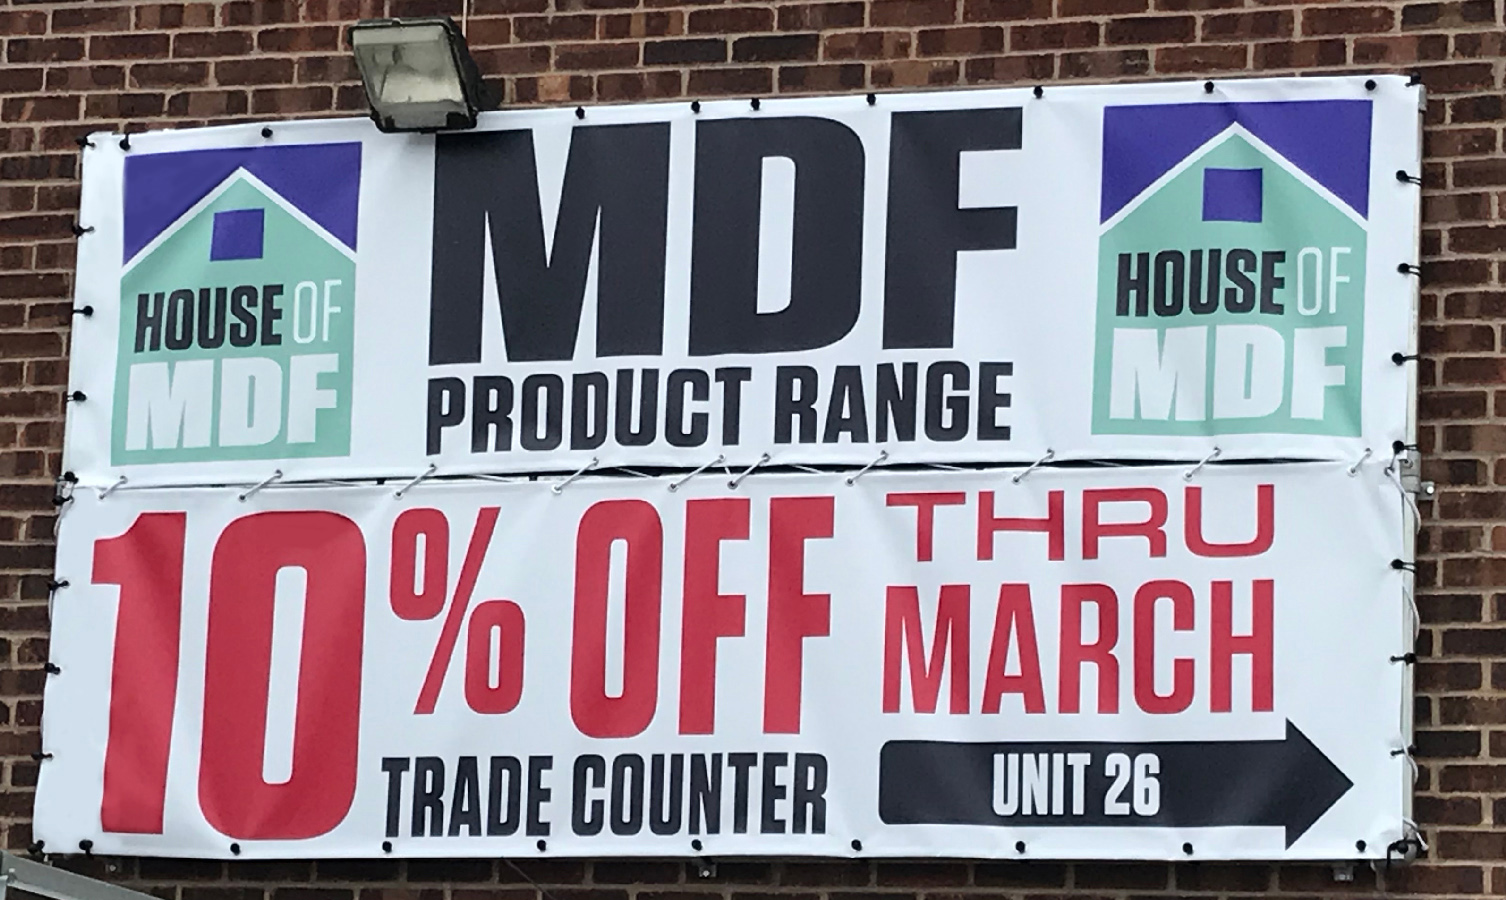 HOUSE OF
MDF
MDF
PRODUCT RANGE
HOUSE OF
MDF
10% OFF
TRADE COUNTER
THRU
MARCH
UNIT 26